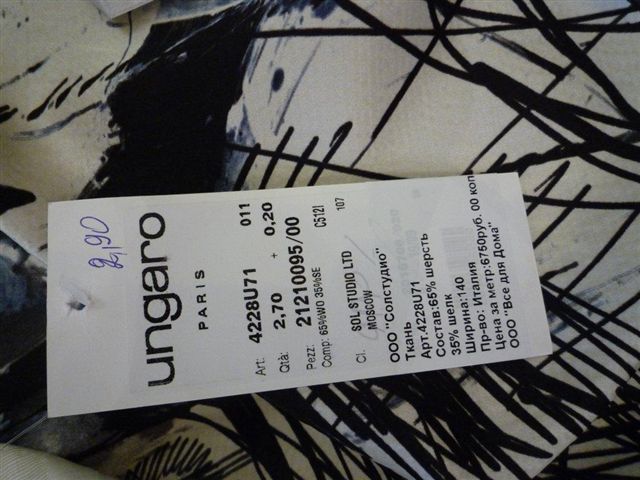 2,90
ungaro
PARIS
Art: 4228U71 011
Qtà: 2,70 + 0,20
Pezz: 21210095/00
Comp: 65%WO 35%SE C512I
107
Cl. SOL STUDIO LTD
MOSCOW
ООО "Солстудио"
Ткань
Арт.4228U71
Состав:65% шерсть
35% шелк
Ширина:140
Пр-во: Италия
Цена за метр:6750руб. 00 коп
ООО "Все для Дома"